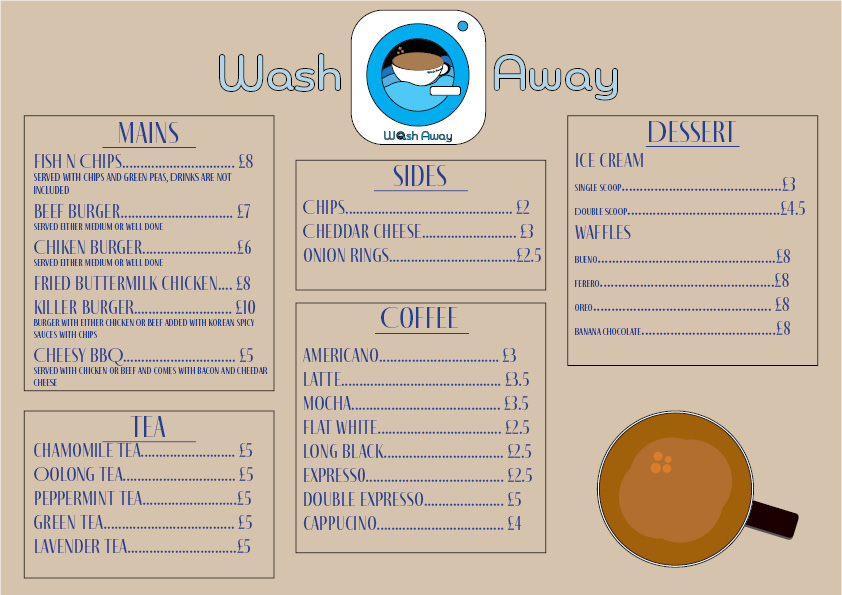 Wash Away
Wash Away
MAINS
FISH N CHIPS.............................. £8
SERVED WITH CHIPS AND GREEN PEAS, DRINKS ARE NOT
INCLUDED
BEEF BURGER.............................. £7
SERVED EITHER MEDIUM OR WELL DONE
CHIKEN BURGER.........................£6
SERVED EITHER MEDIUM OR WELL DONE
FRIED BUTTERMILK CHICKEN.... £8
KILLER BURGER.......................... £10
BURGER WITH EITHER CHICKEN OR BEEF ADDED WITH KOREAN SPICY
SAUCES WITH CHIPS
CHEESY BBQ.............................. £5
SERVED WITH CHICKEN OR BEEF AND COMES WITH BACON AND CHEEDAR
CHEESE
TEA
CHAMOMILE TEA......................... £5
OOLONG TEA.............................. £5
PEPPERMINT TEA.........................£5
GREEN TEA................................... £5
LAVENDER TEA.............................£5
SIDES
CHIPS............................................. £2
CHEDDAR CHEESE......................... £3
ONION RINGS..................................£2.5
COFFEE
AMERICANO................................ £3
LATTE.......................................... £3.5
MOCHA........................................ £3.5
FLAT WHITE................................. £2.5
LONG BLACK................................ £2.5
EXPRESSO..................................... £2.5
DOUBLE EXPRESSO...................... £5
CAPPUCINO................................... £4
DESSERT
ICE CREAM
SINGLE SCOOP...........................................£3
DOUBLE SCOOP.........................................£4.5
WAFFLES
BUENO................................................£8
FERERO...............................................£8
OREO................................................ £8
BANANA CHOCOLATE....................................£8